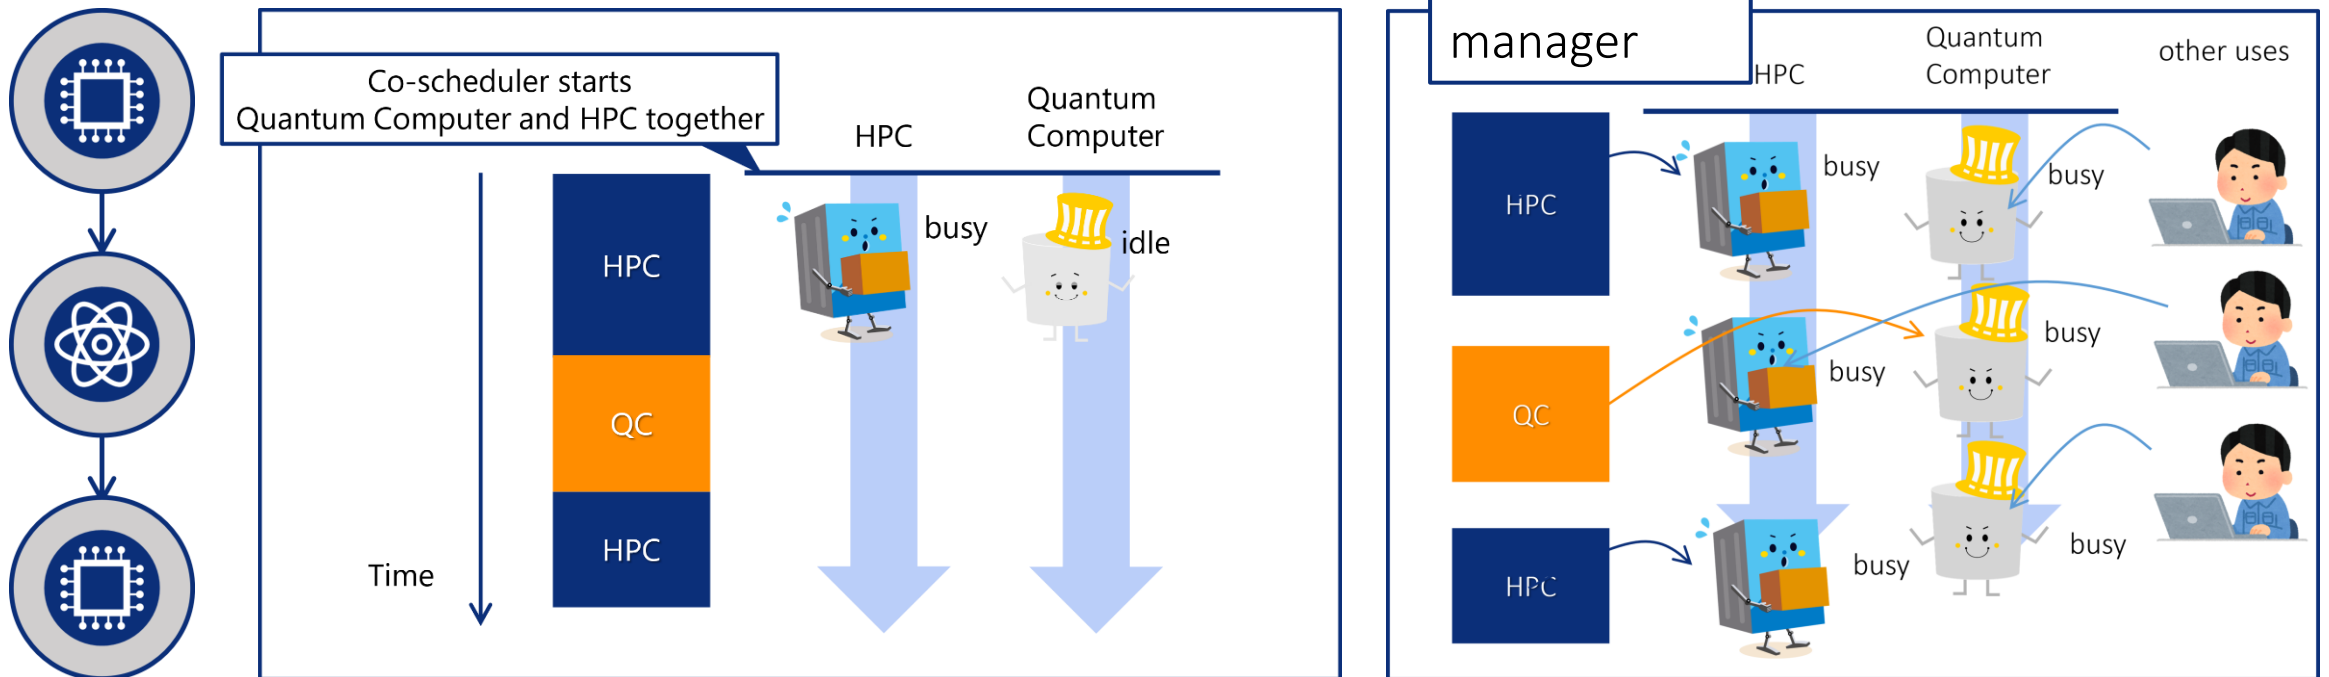 Co-scheduler starts
Quantum Computer and HPC together
HPC
Quantum
Computer
busy
idle
HPC
QC
HPC
Time
manager
HPC
Quantum
Computer
other uses
HPC
busy
busy
QC
busy
busy
HPC
busy
busy